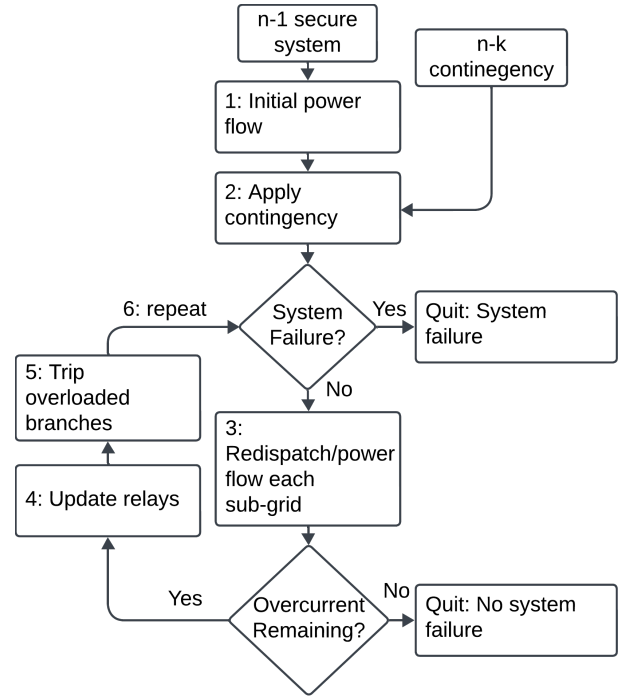 n-1 secure
system
n-k
continegency
1: Initial power
flow
2: Apply
contingency
6: repeat
System
Failure?
Yes
Quit: System
failure
5: Trip
overloaded
branches
No
3:
Redispatch/power
flow each
sub-grid
4: Update relays
Yes
Overcurrent
Remaining?
No
Quit: No system
failure